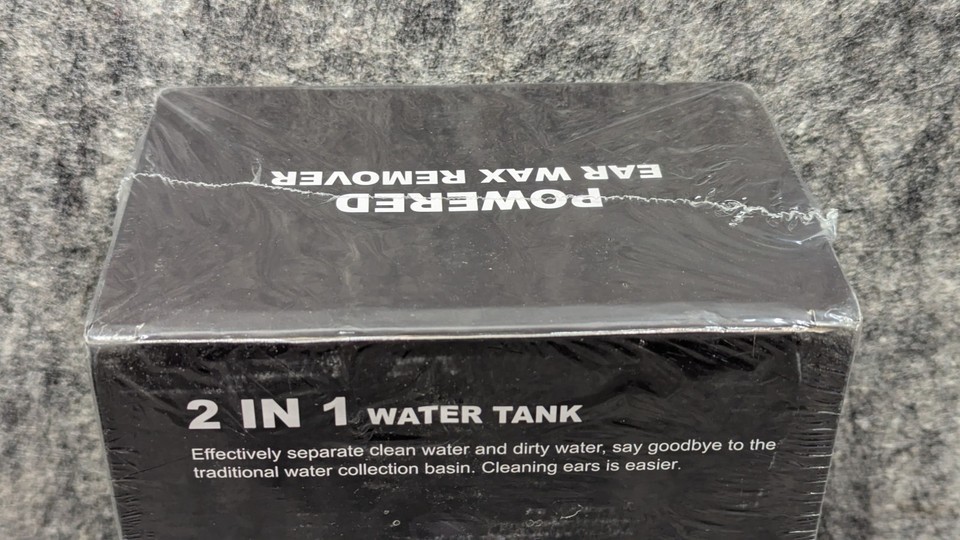 POWERED
EAR WAX REMOVER
2 IN 1 WATER TANK
Effectively separate clean water and dirty water, say goodbye to the
traditional water collection basin. Cleaning ears is easier.